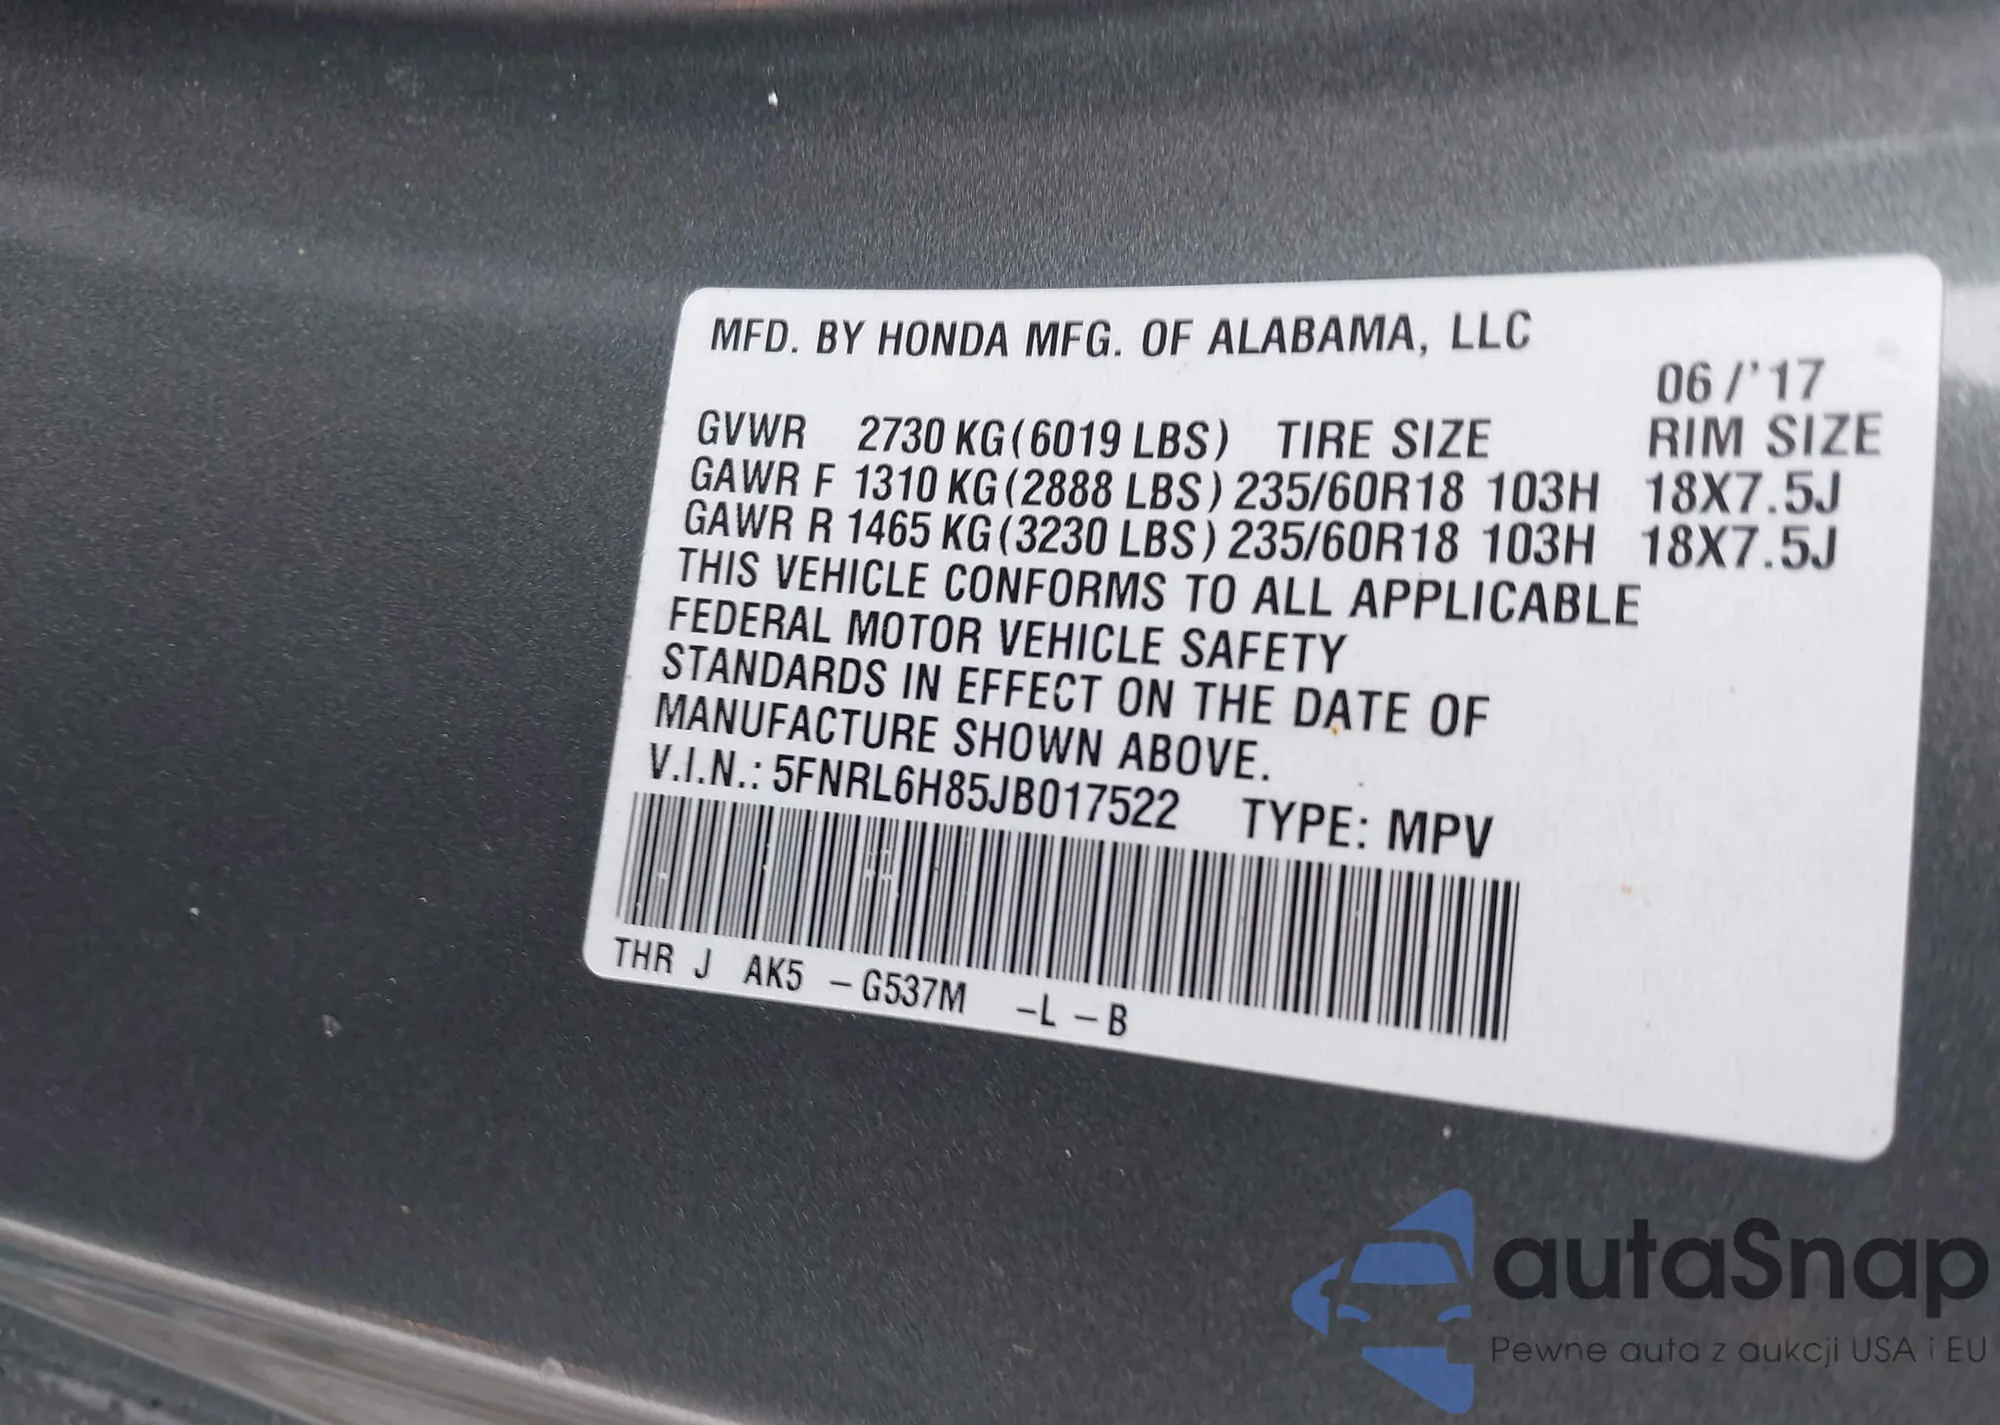 MFD. BY HONDA MFG. OF ALABAMA, LLC
06/'17
GVWR 2730 KG(6019 LBS) TIRE SIZE RIM SIZE
GAWR F 1310 KG(2888 LBS) 235/60R18 103H 18X7.5J
GAWR R 1465 KG(3230 LBS) 235/60R18 103H 18X7.5J
THIS VEHICLE CONFORMS TO ALL APPLICABLE
FEDERAL MOTOR VEHICLE SAFETY
STANDARDS IN EFFECT ON THE DATE OF
MANUFACTURE SHOWN ABOVE.
V.I.N.: 5FNRL6H85JB017522 TYPE: MPV
THR J AK5 -G537M -L -B
autaSnap
Pewne auta z aukcji USA i EU